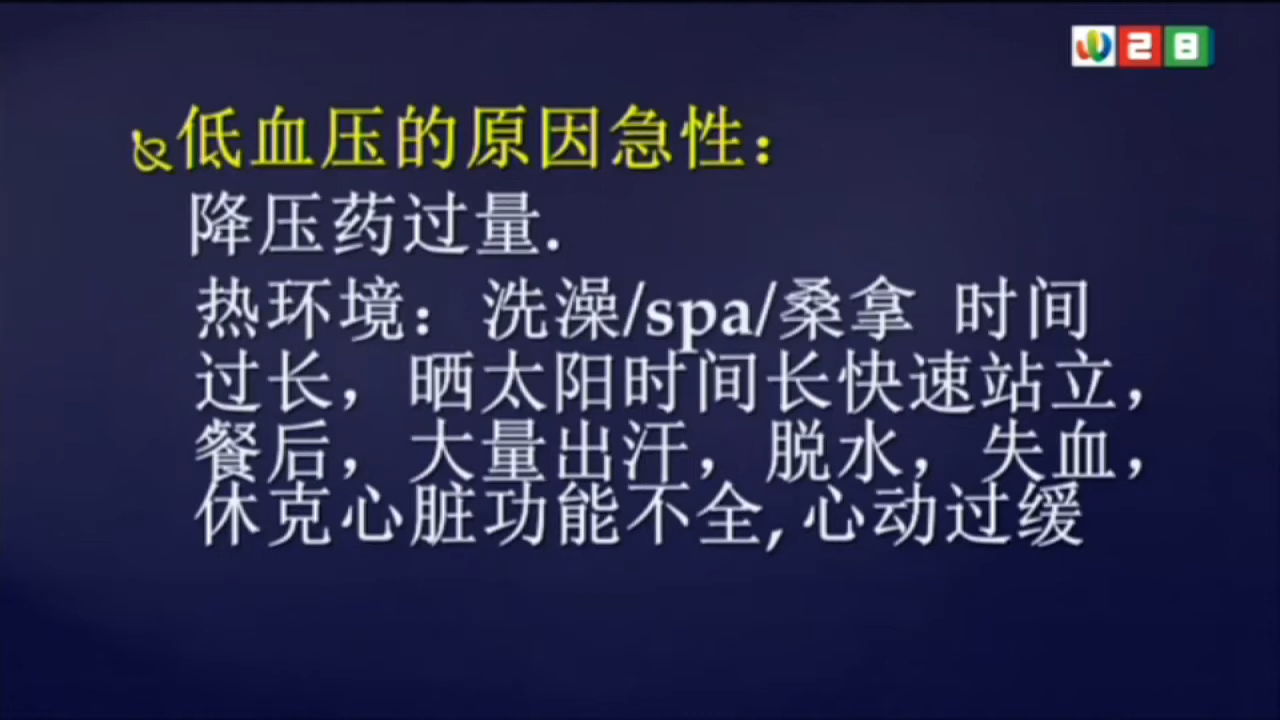 28
低血压的原因急性：
降压药过量.
热环境：洗澡/spa/桑拿 时间
过长，晒太阳时间长快速站立，
餐后，大量出汗，脱水，失血，
休克心脏功能不全,心动过缓